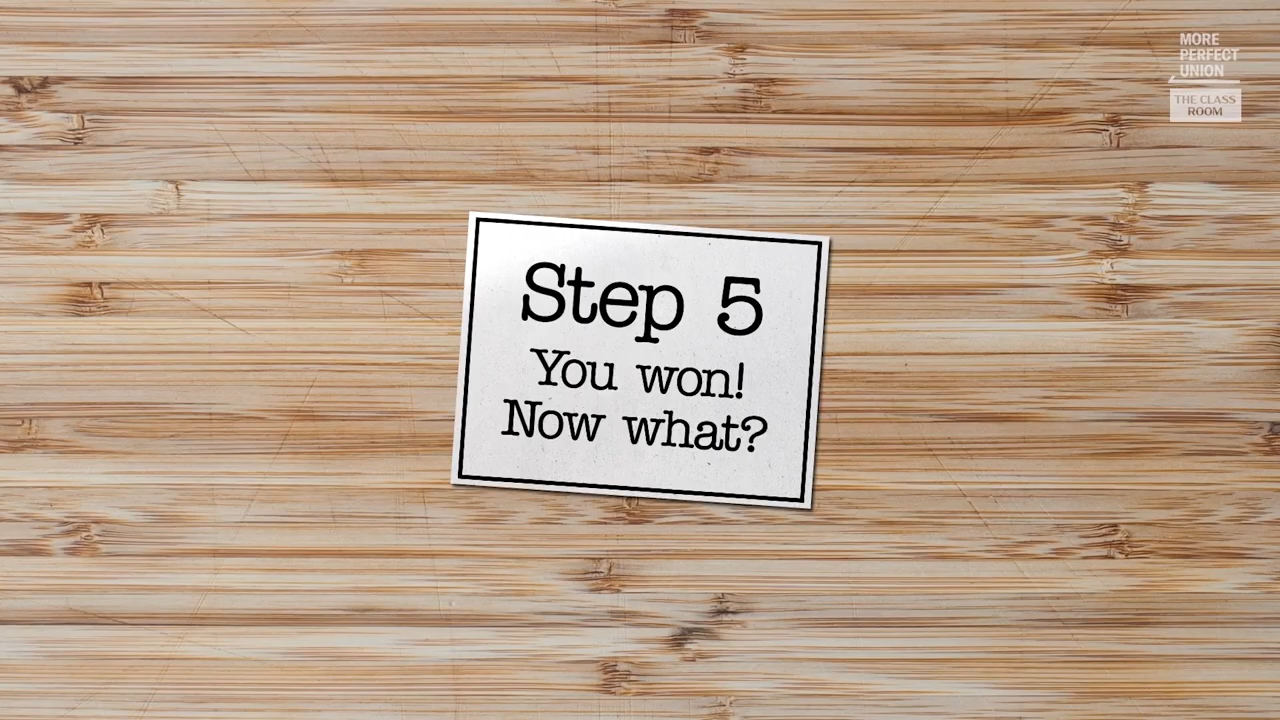 MORE
PERFECT
UNION
THE CLASS
ROOM
Step 5
You won!
Now what?